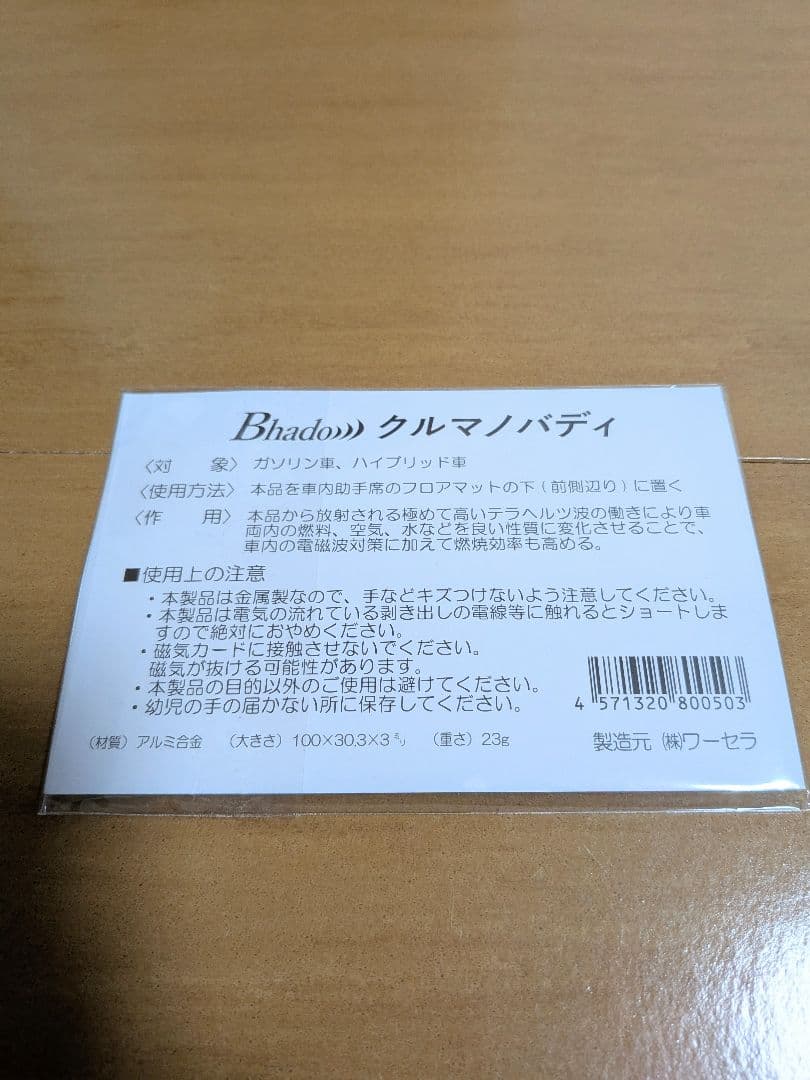 Bhado))) クルマノバディ
〈対　象〉 ガソリン車、ハイブリッド車
〈使用方法〉 本品を車内助手席のフロアマットの下(前側辺り)に置く
〈作　用〉 本品から放射される極めて高いテラヘルツ波の働きにより車
両内の燃料、空気、水などを良い性質に変化させることで、
車内の電磁波対策に加えて燃焼効率も高める。
■使用上の注意
・本製品は金属製なので、手などキズつけないよう注意してください。
・本製品は電気の流れている剥き出しの電線等に触れるとショートしま
すので絶対におやめください。
・磁気カードに接触させないでください。
磁気が抜ける可能性があります。
・本製品の目的以外のご使用は避けてください。
・幼児の手の届かない所に保存してください。
4 571320 800503
(材質) アルミ合金 (大きさ) 100×30,3×3㍉ (重さ) 23g 製造元 ㈱ワーセラ